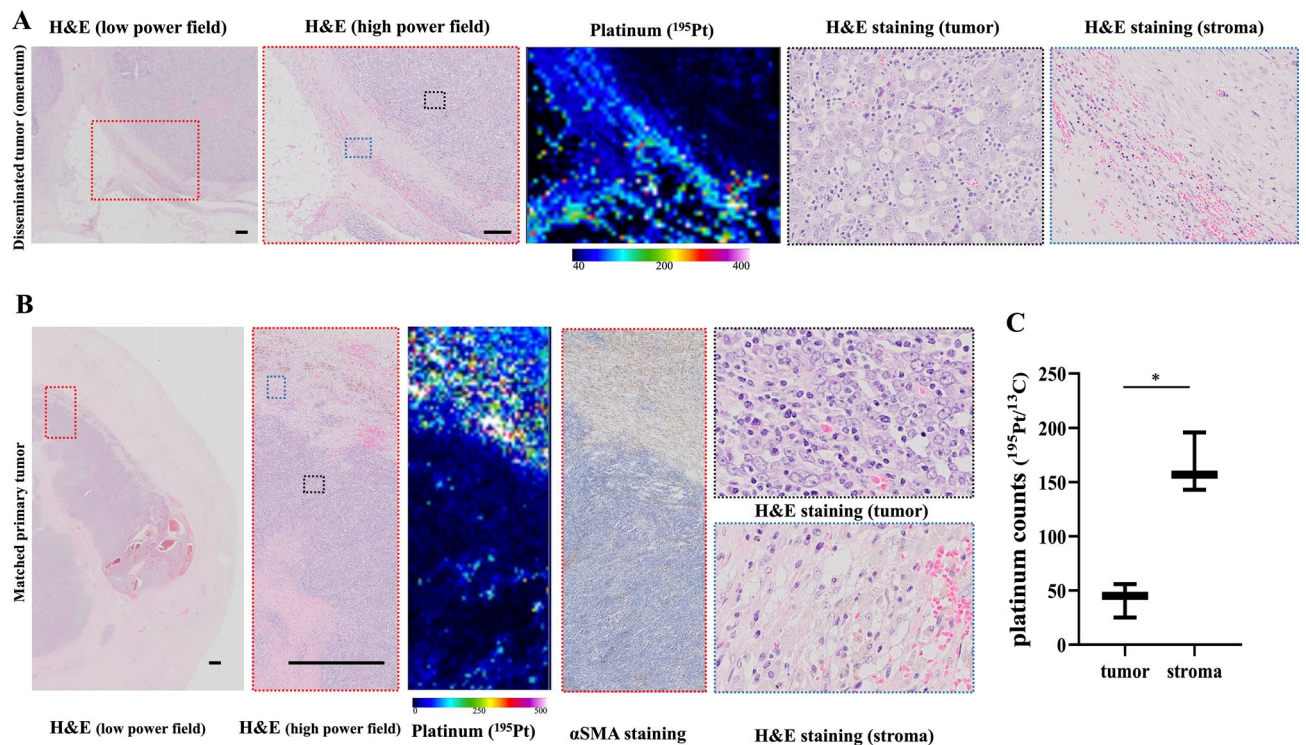 A
H&E (low power field)
H&E (high power field)
Platinum (¹⁹⁵Pt)
H&E staining (tumor)
H&E staining (stroma)
Disseminated tumor (omentum)
40
200
400
B
Matched primary tumor
H&E staining (tumor)
0
250
500
H&E (low power field)
H&E (high power field)
Platinum (¹⁹⁵Pt)
αSMA staining
H&E staining (stroma)
C
platinum counts (¹⁹⁵Pt/¹³C)
250
200
150
100
50
0
*
tumor
stroma